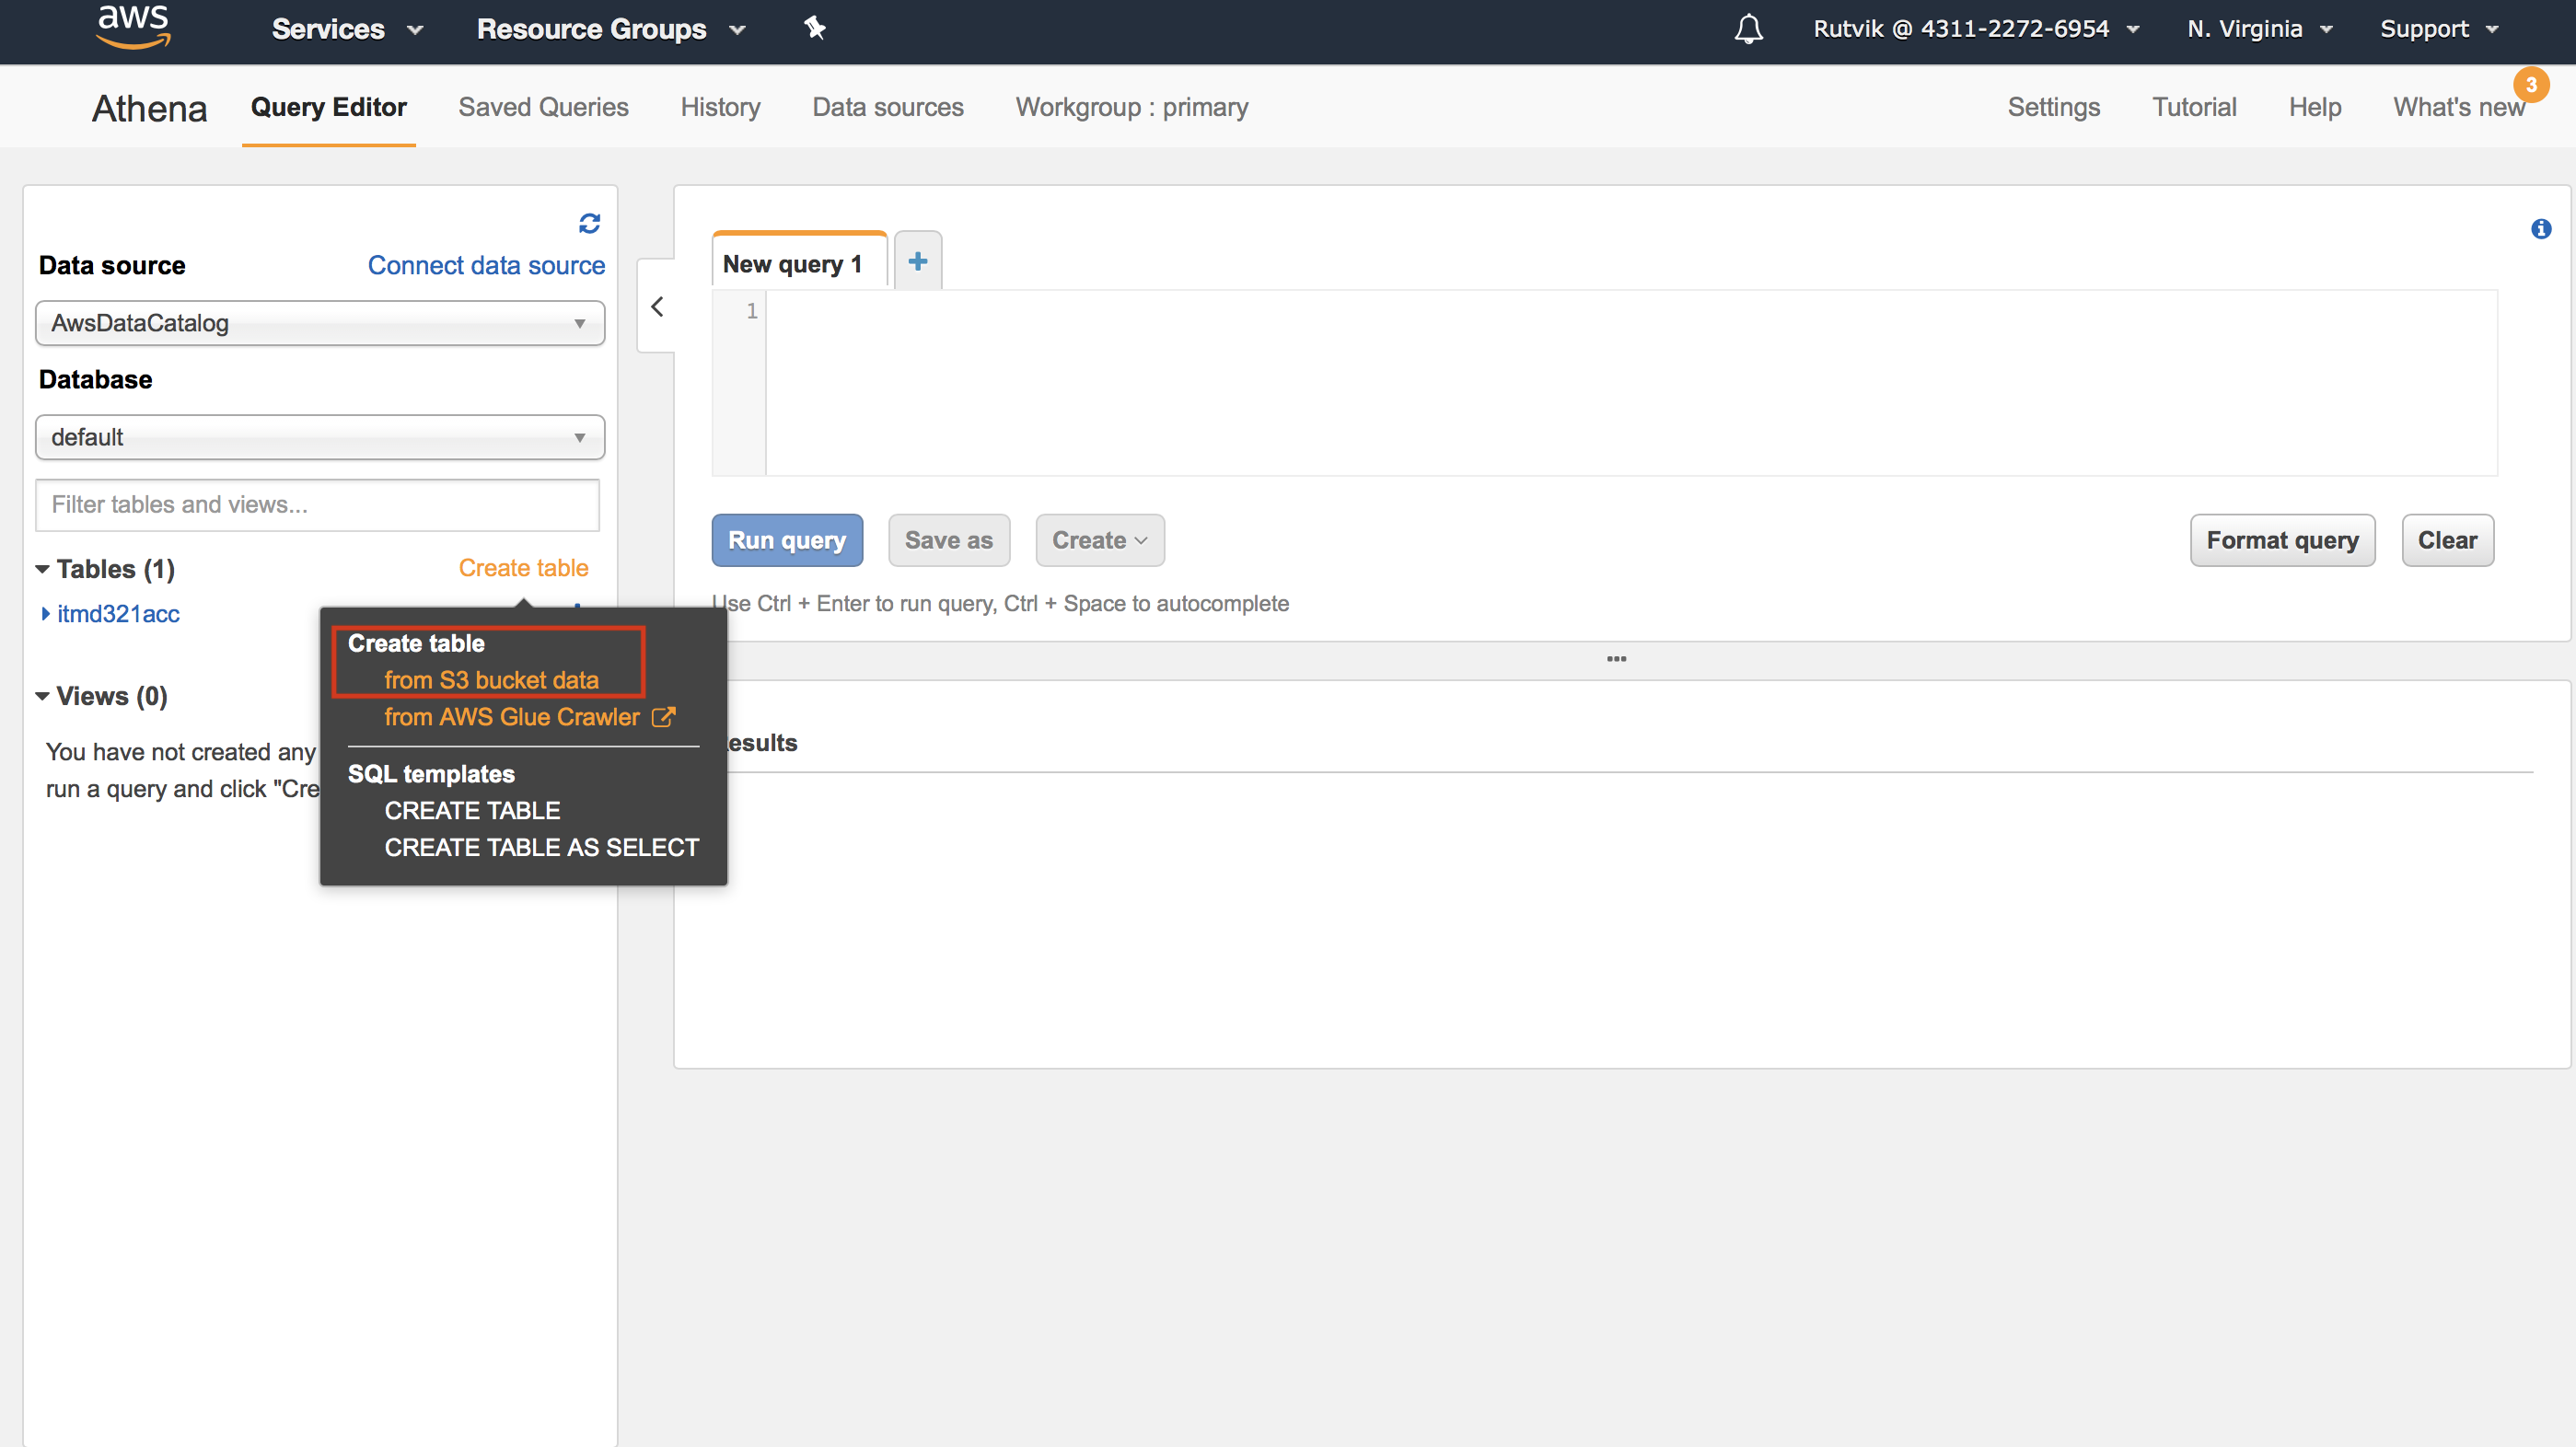 aws Services Resource Groups Rutvik @ 4311-2272-6954 N. Virginia Support
Athena Query Editor Saved Queries History Data sources Workgroup : primary Settings Tutorial Help What's new 3
Data source Connect data source
AwsDataCatalog
Database
default
Filter tables and views...
Tables (1) Create table
itmd321acc
Create table
from S3 bucket data
from AWS Glue Crawler
SQL templates
CREATE TABLE
CREATE TABLE AS SELECT
Views (0)
You have not created any
run a query and click "Cre
New query 1 +
1
Run query Save as Create Format query Clear
Use Ctrl + Enter to run query, Ctrl + Space to autocomplete
esults